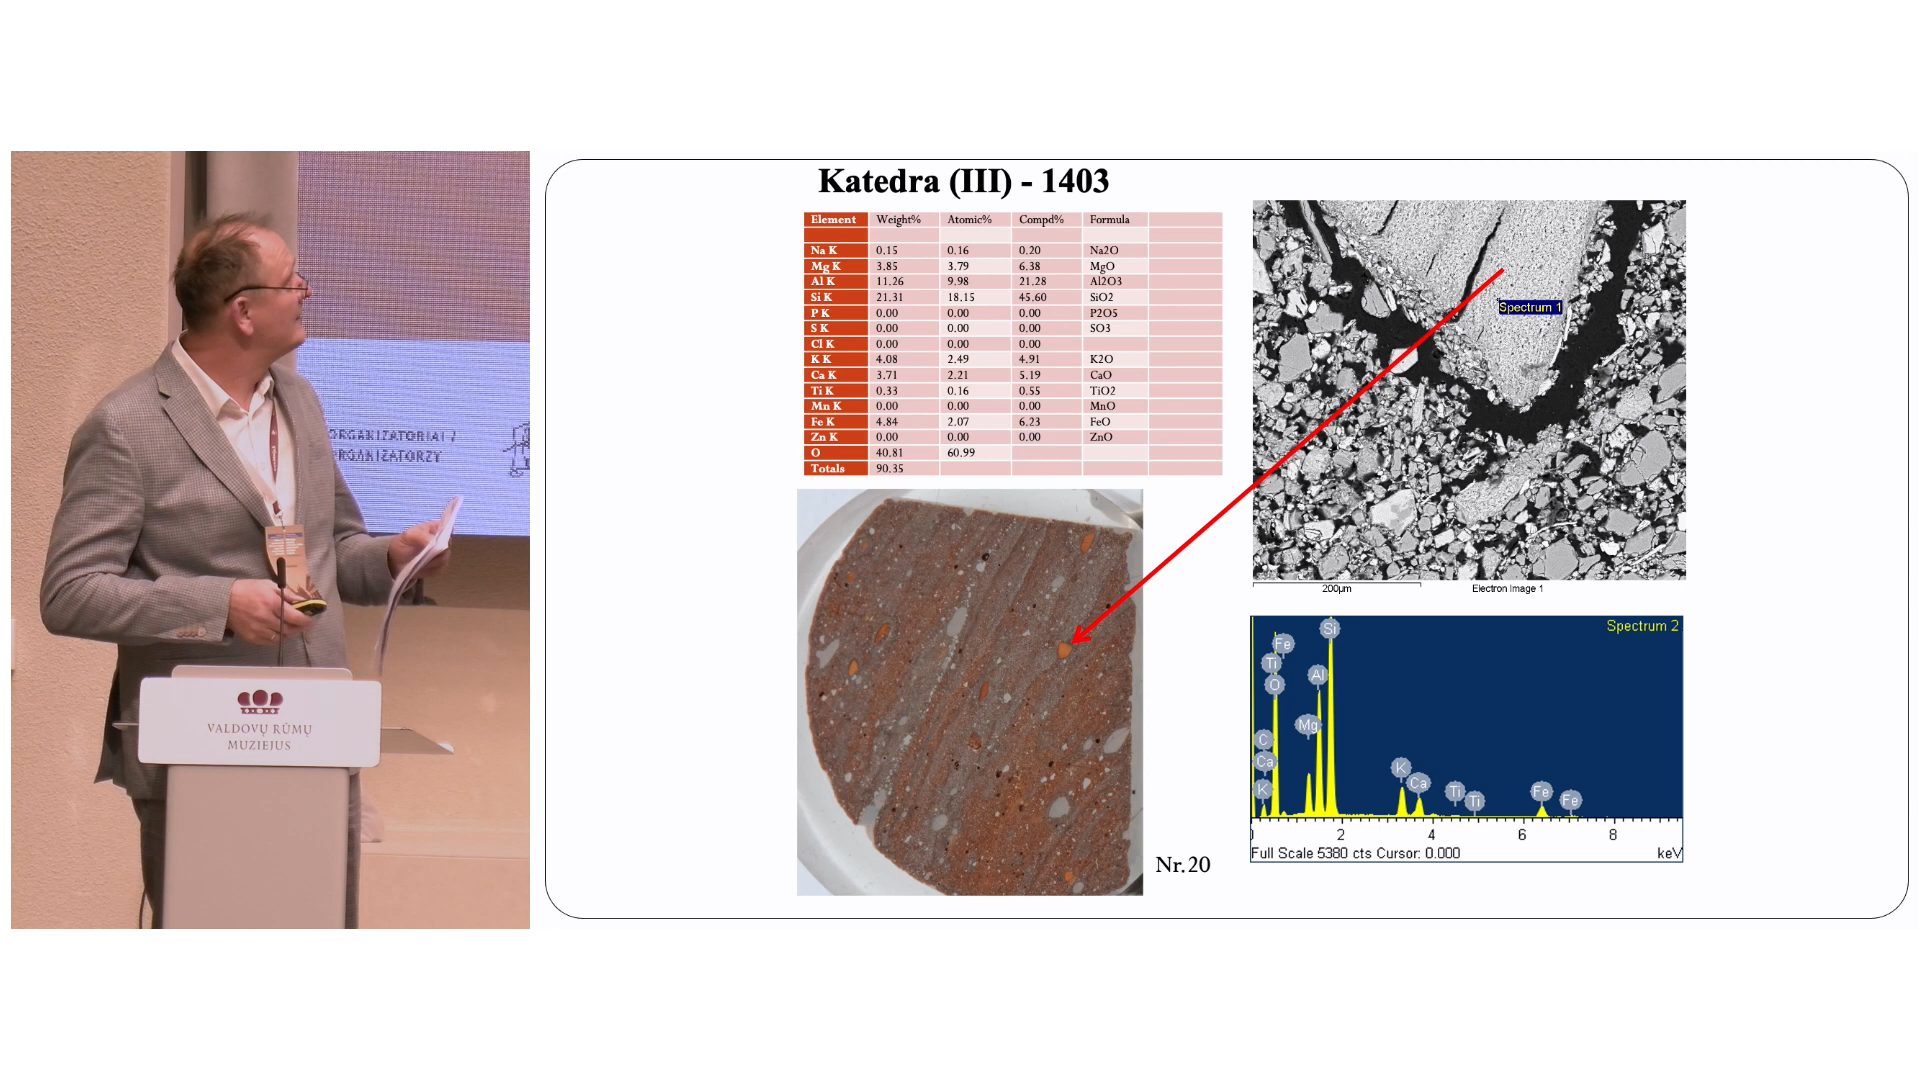 ORGANIZATORIAI /
ORGANIZATORZY
VALDOVŲ RŪMŲ
MUZIEJUS
Katedra (III) - 1403
Element Weight% Atomic% Compd% Formula
Na K 0.15 0.16 0.20 Na2O
Mg K 3.85 3.79 6.38 MgO
Al K 11.26 9.98 21.28 Al2O3
Si K 21.31 18.15 45.60 SiO2
P K 0.00 0.00 0.00 P2O5
S K 0.00 0.00 0.00 SO3
Cl K 0.00 0.00 0.00
K K 4.08 2.49 4.91 K2O
Ca K 3.71 2.21 5.19 CaO
Ti K 0.33 0.16 0.55 TiO2
Mn K 0.00 0.00 0.00 MnO
Fe K 4.84 2.07 6.23 FeO
Zn K 0.00 0.00 0.00 ZnO
O 40.81 60.99
Totals 90.35
Nr.20
Spectrum 1
200µm Electron Image 1
Spectrum 2
Si
Fe
Ti
Al
O
Mg
C
K
Ca
Ca
K
Ti
Ti
Fe
Fe
2 4 6 8
Full Scale 5380 cts Cursor: 0.000 keV